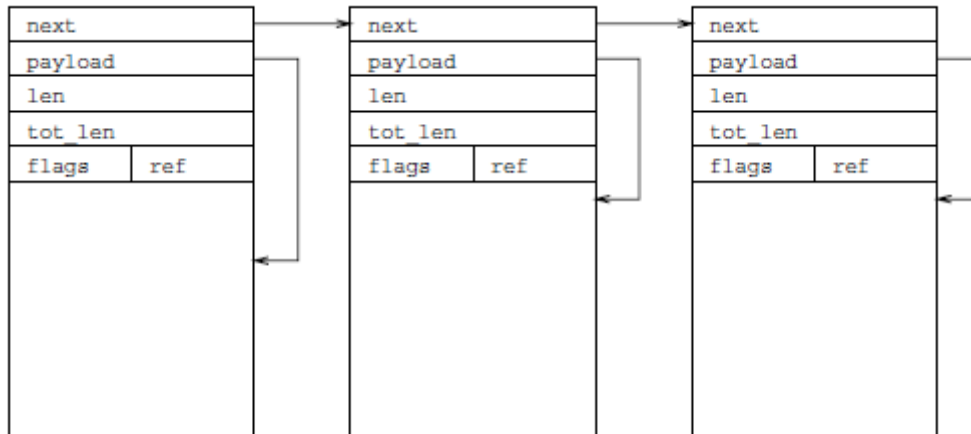 next
payload
len
tot_len
flags ref
next
payload
len
tot_len
flags ref
next
payload
len
tot_len
flags ref